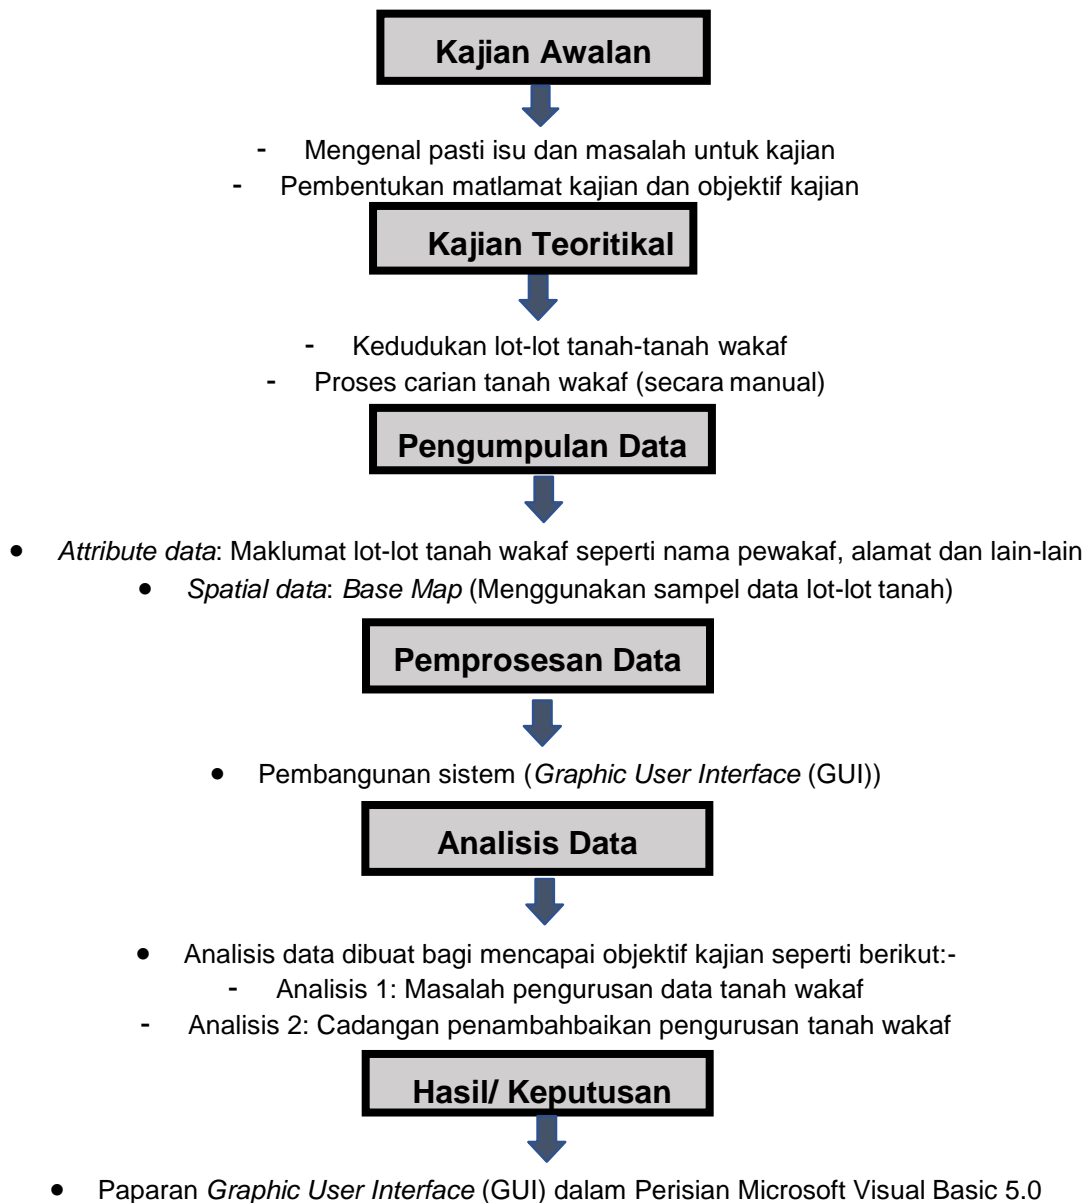 Kajian Awalan
- Mengenal pasti isu dan masalah untuk kajian
- Pembentukan matlamat kajian dan objektif kajian
Kajian Teoritikal
- Kedudukan lot-lot tanah-tanah wakaf
- Proses carian tanah wakaf (secara manual)
Pengumpulan Data
• Attribute data: Maklumat lot-lot tanah wakaf seperti nama pewakaf, alamat dan lain-lain
• Spatial data: Base Map (Menggunakan sampel data lot-lot tanah)
Pemprosesan Data
• Pembangunan sistem (Graphic User Interface (GUI))
Analisis Data
• Analisis data dibuat bagi mencapai objektif kajian seperti berikut:-
- Analisis 1: Masalah pengurusan data tanah wakaf
- Analisis 2: Cadangan penambahbaikan pengurusan tanah wakaf
Hasil/ Keputusan
• Paparan Graphic User Interface (GUI) dalam Perisian Microsoft Visual Basic 5.0